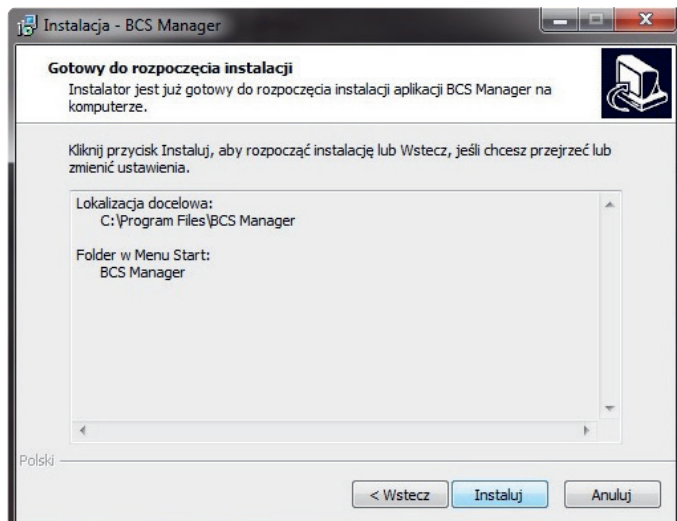 Instalacja - BCS Manager
Gotowy do rozpoczęcia instalacji
Instalator jest już gotowy do rozpoczęcia instalacji aplikacji BCS Manager na
komputerze.
Kliknij przycisk Instaluj, aby rozpocząć instalację lub Wstecz, jeśli chcesz przejrzeć lub
zmienić ustawienia.
Lokalizacja docelowa:
C:\Program Files\BCS Manager
Folder w Menu Start:
BCS Manager
Polski
< Wstecz
Instaluj
Anuluj